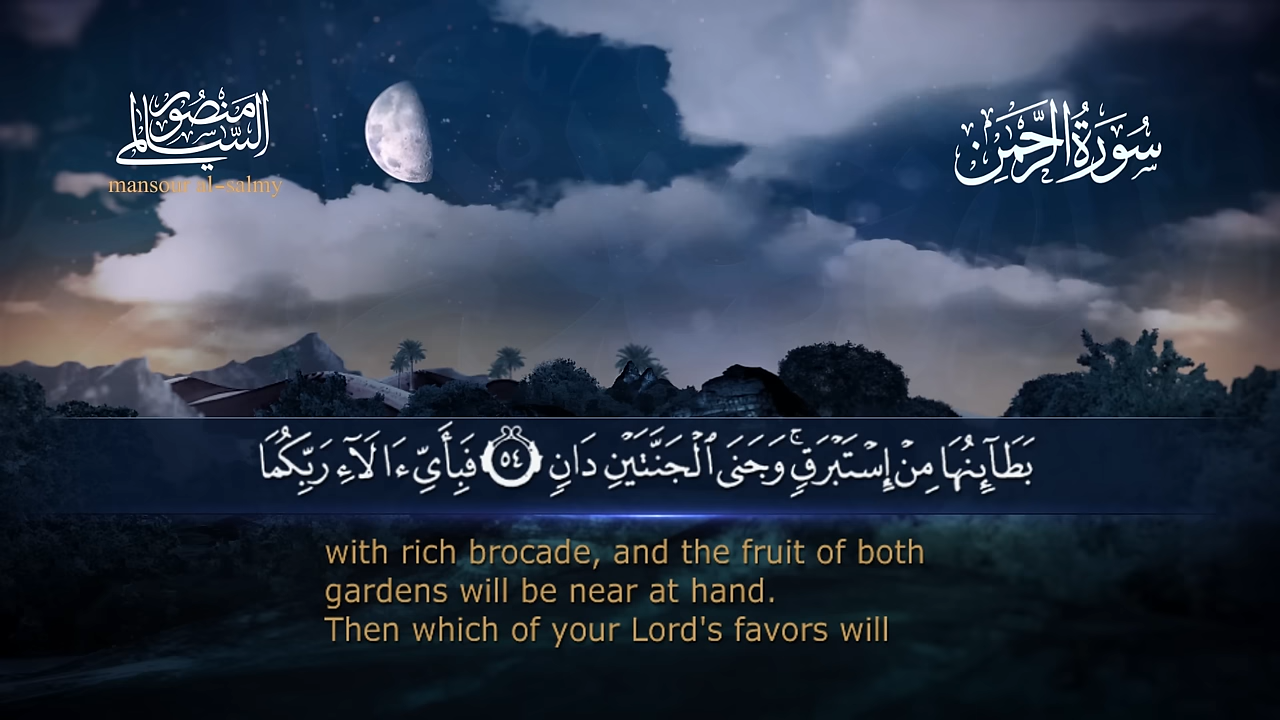 منصور
السالمي
mansour al-salmy
سُورَةُ الرَّحْمَٰن
بَطَآئِنُهَا مِنْ إِسْتَبْرَقٍۚ وَجَنَى ٱلْجَنَّتَيْنِ دَانٍ ٥٤ فَبِأَيِّ ءَالَآءِ رَبِّكُمَا
with rich brocade, and the fruit of both
gardens will be near at hand.
Then which of your Lord's favors will